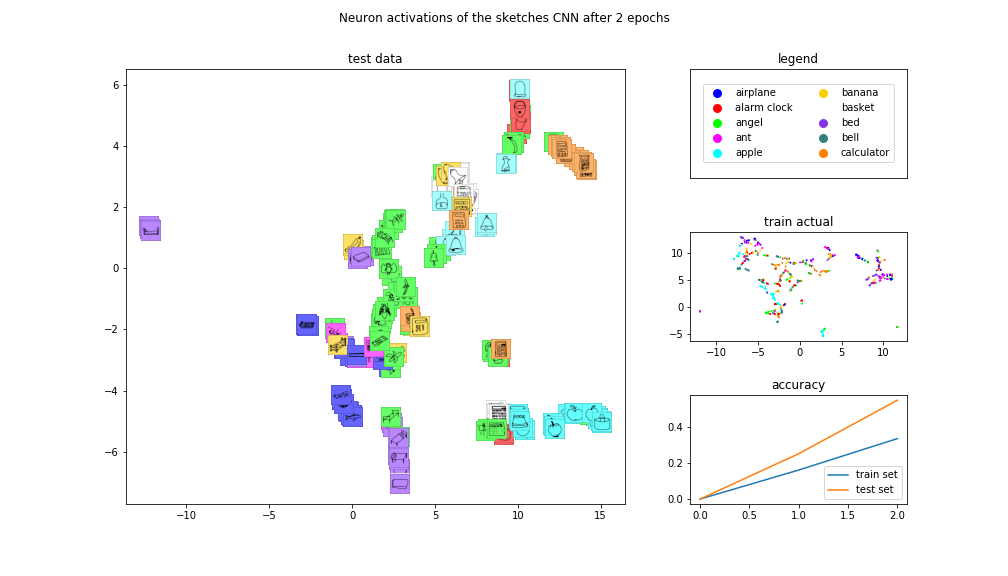 Neuron activations of the sketches CNN after 2 epochs
test data
6
4
2
0
−2
−4
−6
−10
−5
0
5
10
15
legend
airplane
alarm clock
angel
ant
apple
banana
basket
bed
bell
calculator
train actual
10
5
0
−5
−10
−5
0
5
10
accuracy
0.4
0.2
0.0
train set
test set
0.0
0.5
1.0
1.5
2.0